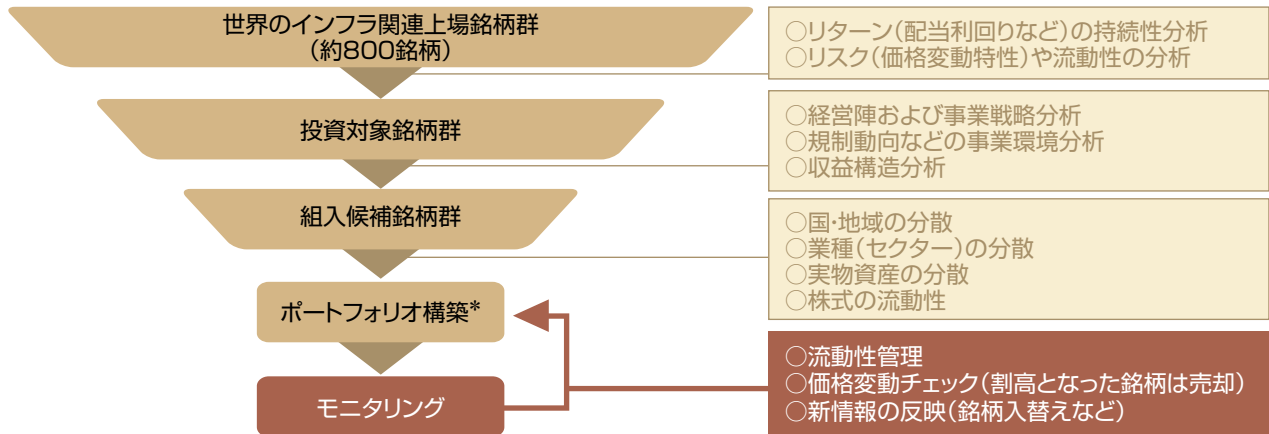 世界のインフラ関連上場銘柄群
(約800銘柄)
○リターン(配当利回りなど)の持続性分析
○リスク(価格変動特性)や流動性の分析
投資対象銘柄群
○経営陣および事業戦略分析
○規制動向などの事業環境分析
○収益構造分析
組入候補銘柄群
○国・地域の分散
○業種(セクター)の分散
○実物資産の分散
○株式の流動性
ポートフォリオ構築*
モニタリング
○流動性管理
○価格変動チェック(割高となった銘柄は売却)
○新情報の反映(銘柄入替えなど)